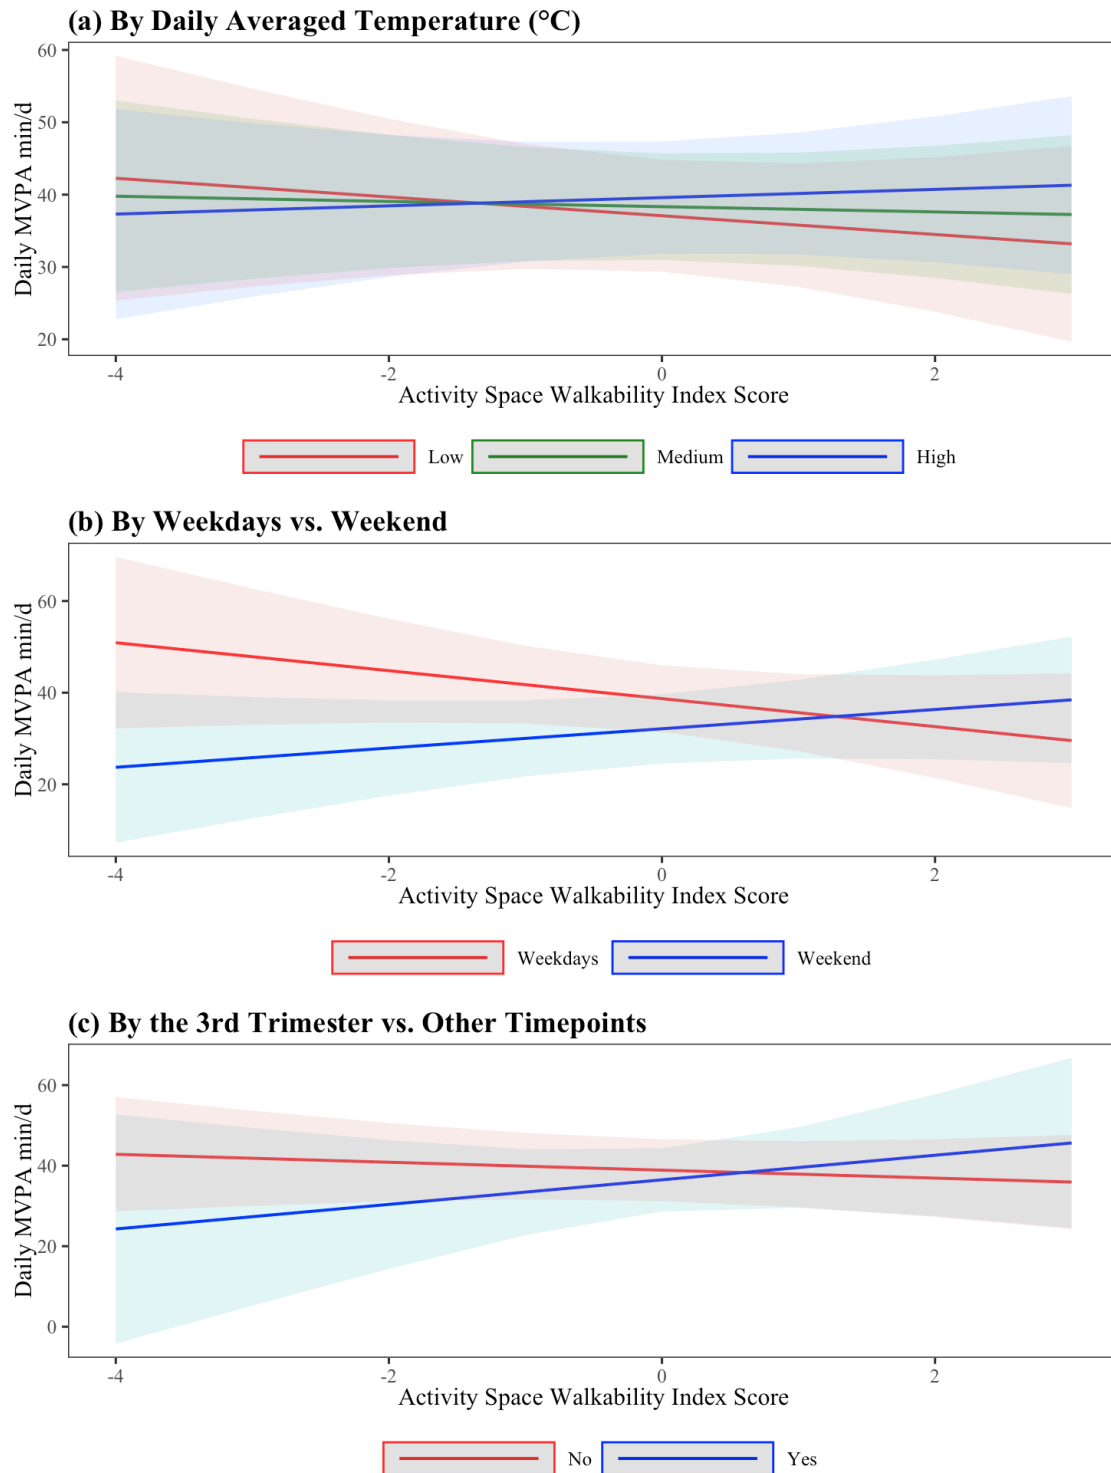 (a) By Daily Averaged Temperature (°C)
60
50
40
30
20
Daily MVPA min/d
-4 -2 0 2
Activity Space Walkability Index Score
Low Medium High
(b) By Weekdays vs. Weekend
60
40
20
Daily MVPA min/d
-4 -2 0 2
Activity Space Walkability Index Score
Weekdays Weekend
(c) By the 3rd Trimester vs. Other Timepoints
60
40
20
0
Daily MVPA min/d
-4 -2 0 2
Activity Space Walkability Index Score
No Yes